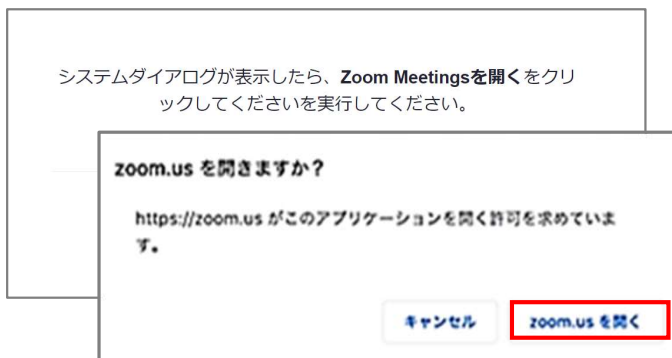 システムダイアログが表示したら、Zoom Meetingsを開くをクリ
ックしてくださいを実行してください。
zoom.us を開きますか？
https://zoom.us がこのアプリケーションを開く許可を求めていま
す。
キャンセル
zoom.us を開く